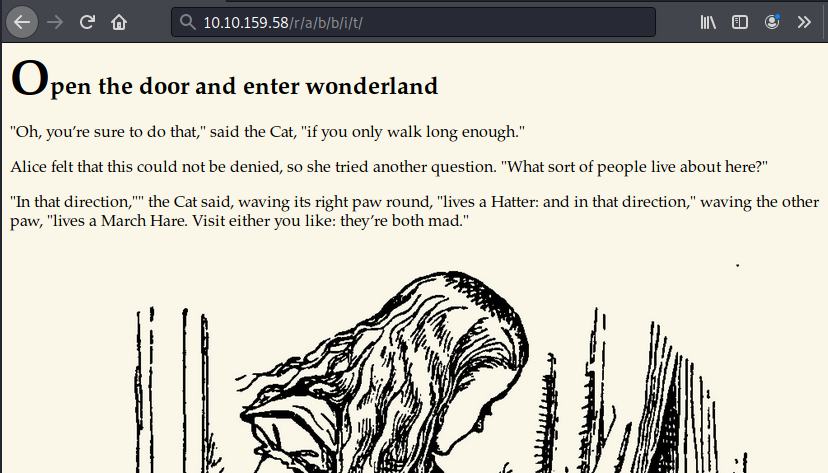 10.10.159.58/r/a/b/b/i/t/
Open the door and enter wonderland
"Oh, you’re sure to do that," said the Cat, "if you only walk long enough."
Alice felt that this could not be denied, so she tried another question. "What sort of people live about here?"
"In that direction,"" the Cat said, waving its right paw round, "lives a Hatter: and in that direction," waving the other
paw, "lives a March Hare. Visit either you like: they’re both mad."